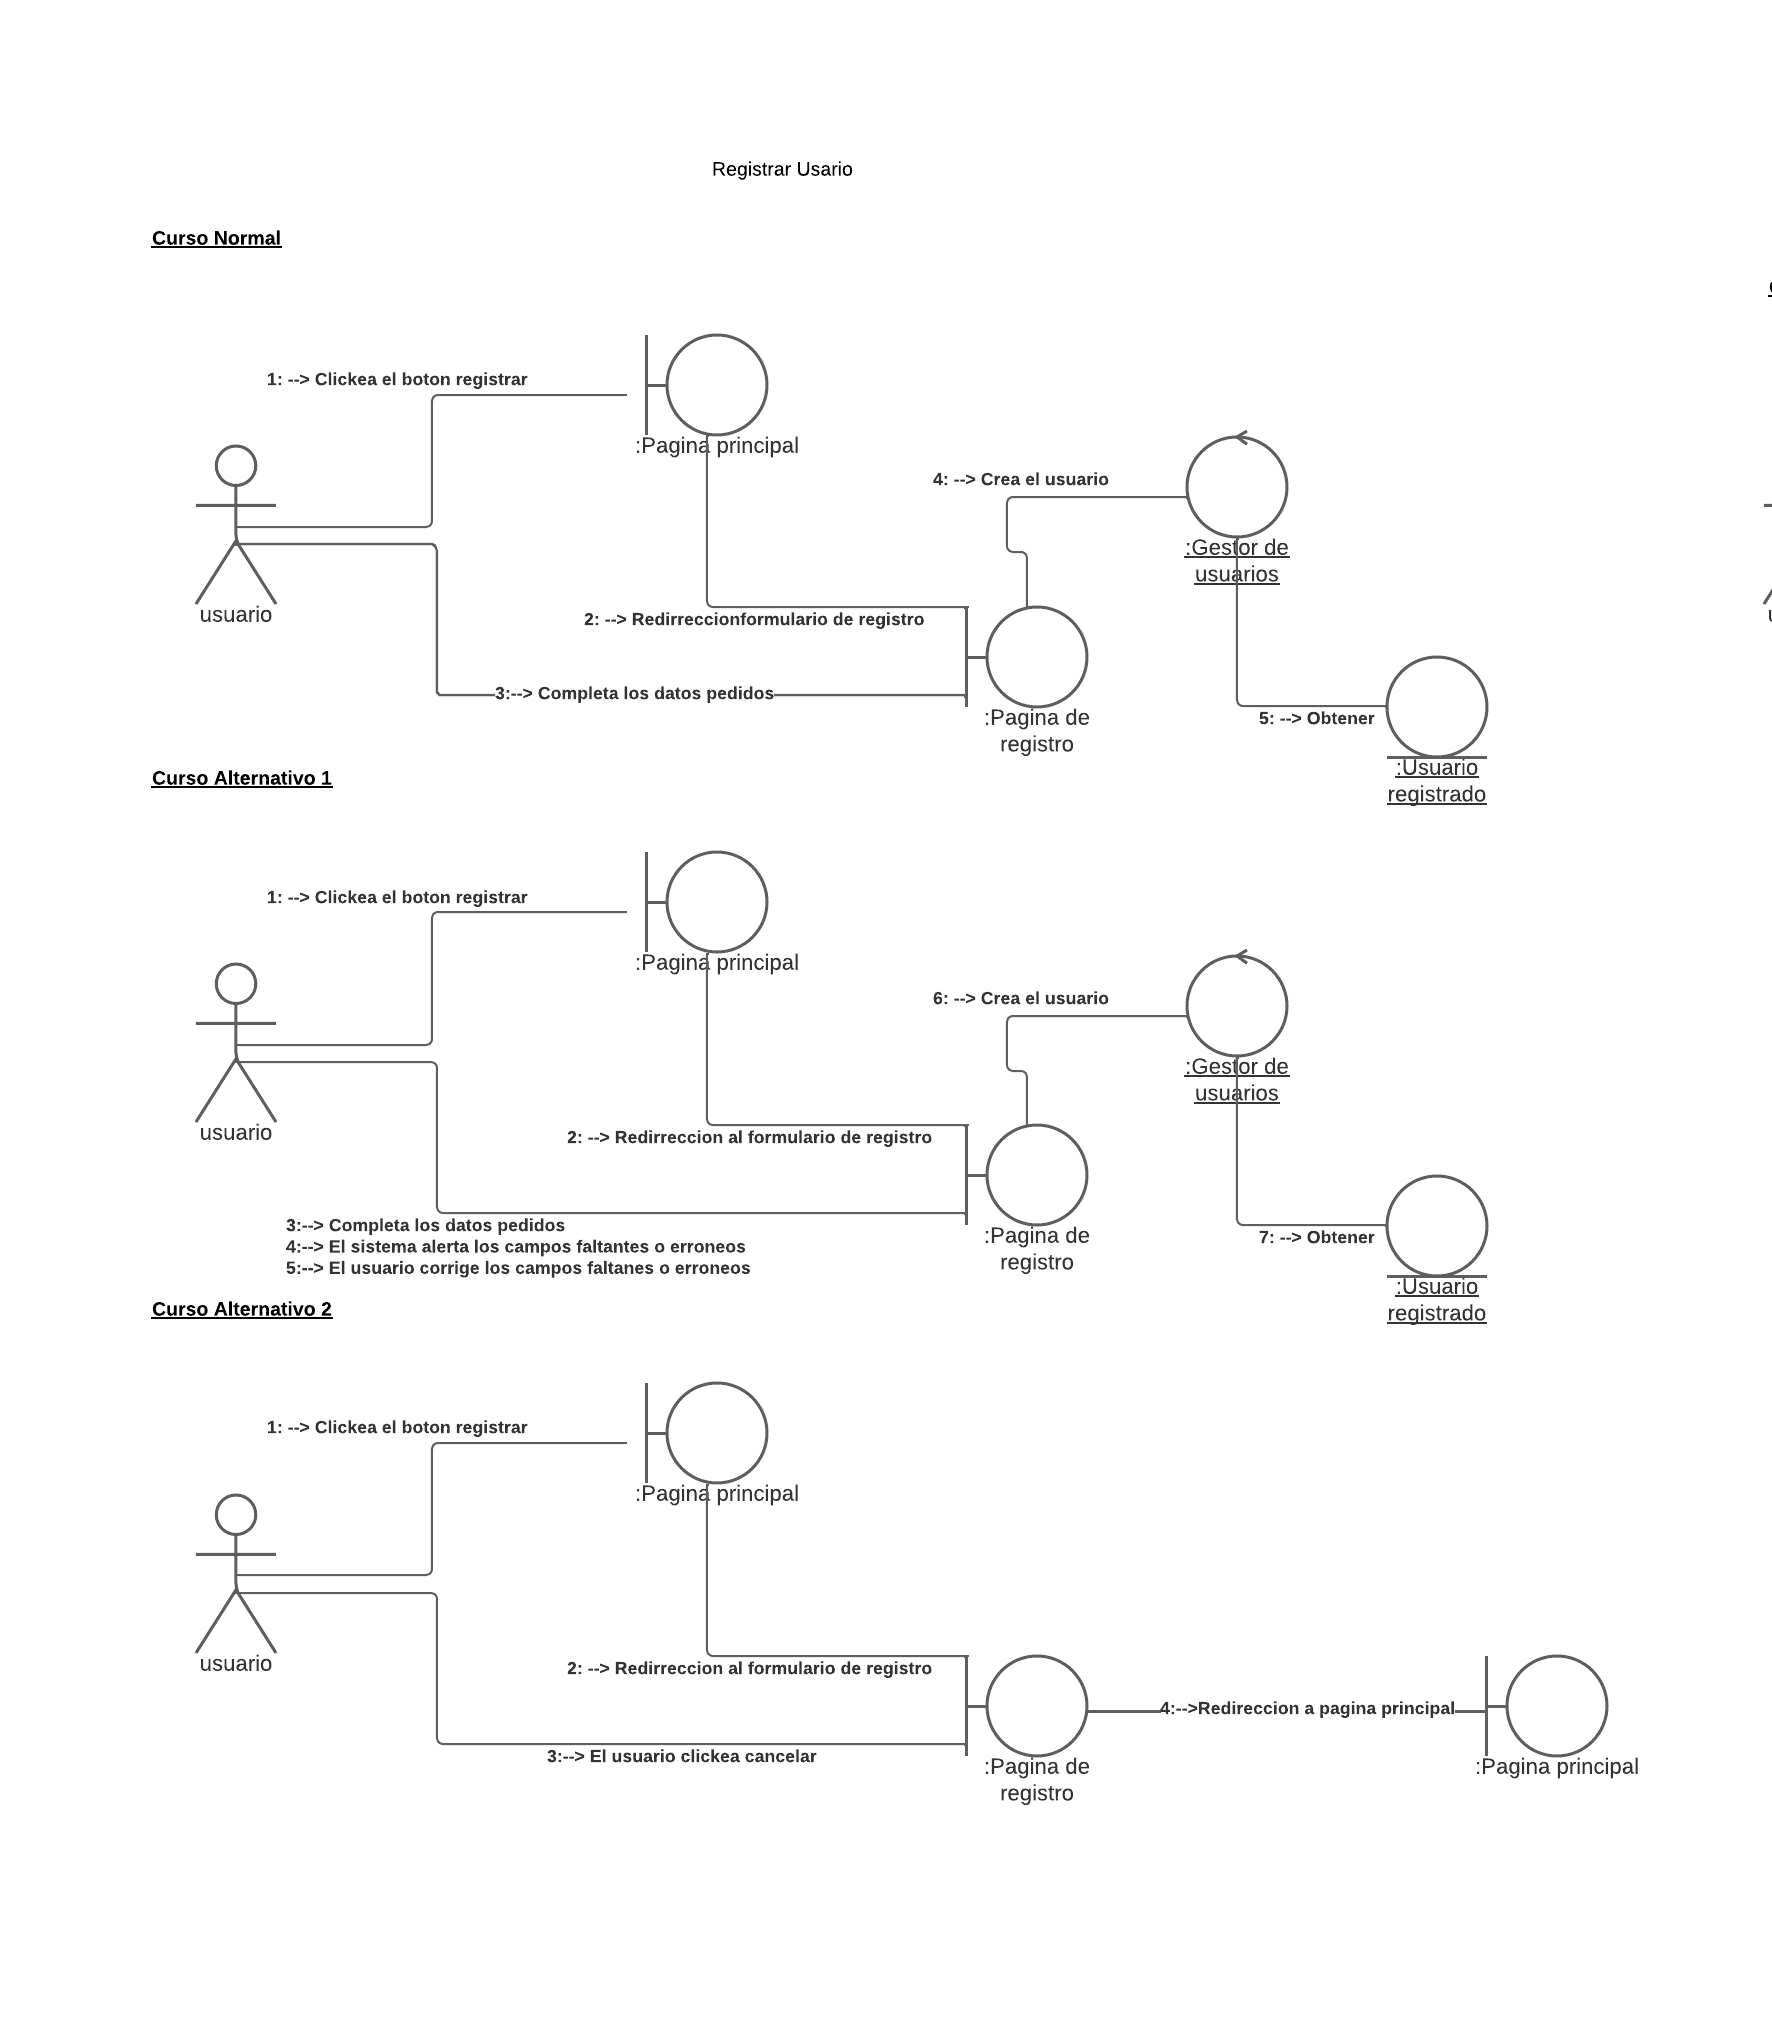 Registrar Usario
Curso Normal
1: --> Clickea el boton registrar
:Pagina principal
4: --> Crea el usuario
:Gestor de
usuarios
usuario
2: --> Redirreccionformulario de registro
3:--> Completa los datos pedidos
:Pagina de
registro
5: --> Obtener
:Usuario
registrado
Curso Alternativo 1
1: --> Clickea el boton registrar
:Pagina principal
6: --> Crea el usuario
:Gestor de
usuarios
usuario
2: --> Redirreccion al formulario de registro
3:--> Completa los datos pedidos
4:--> El sistema alerta los campos faltantes o erroneos
5:--> El usuario corrige los campos faltanes o erroneos
:Pagina de
registro
7: --> Obtener
:Usuario
registrado
Curso Alternativo 2
1: --> Clickea el boton registrar
:Pagina principal
usuario
2: --> Redirreccion al formulario de registro
4:-->Redireccion a pagina principal
3:--> El usuario clickea cancelar
:Pagina de
registro
:Pagina principal